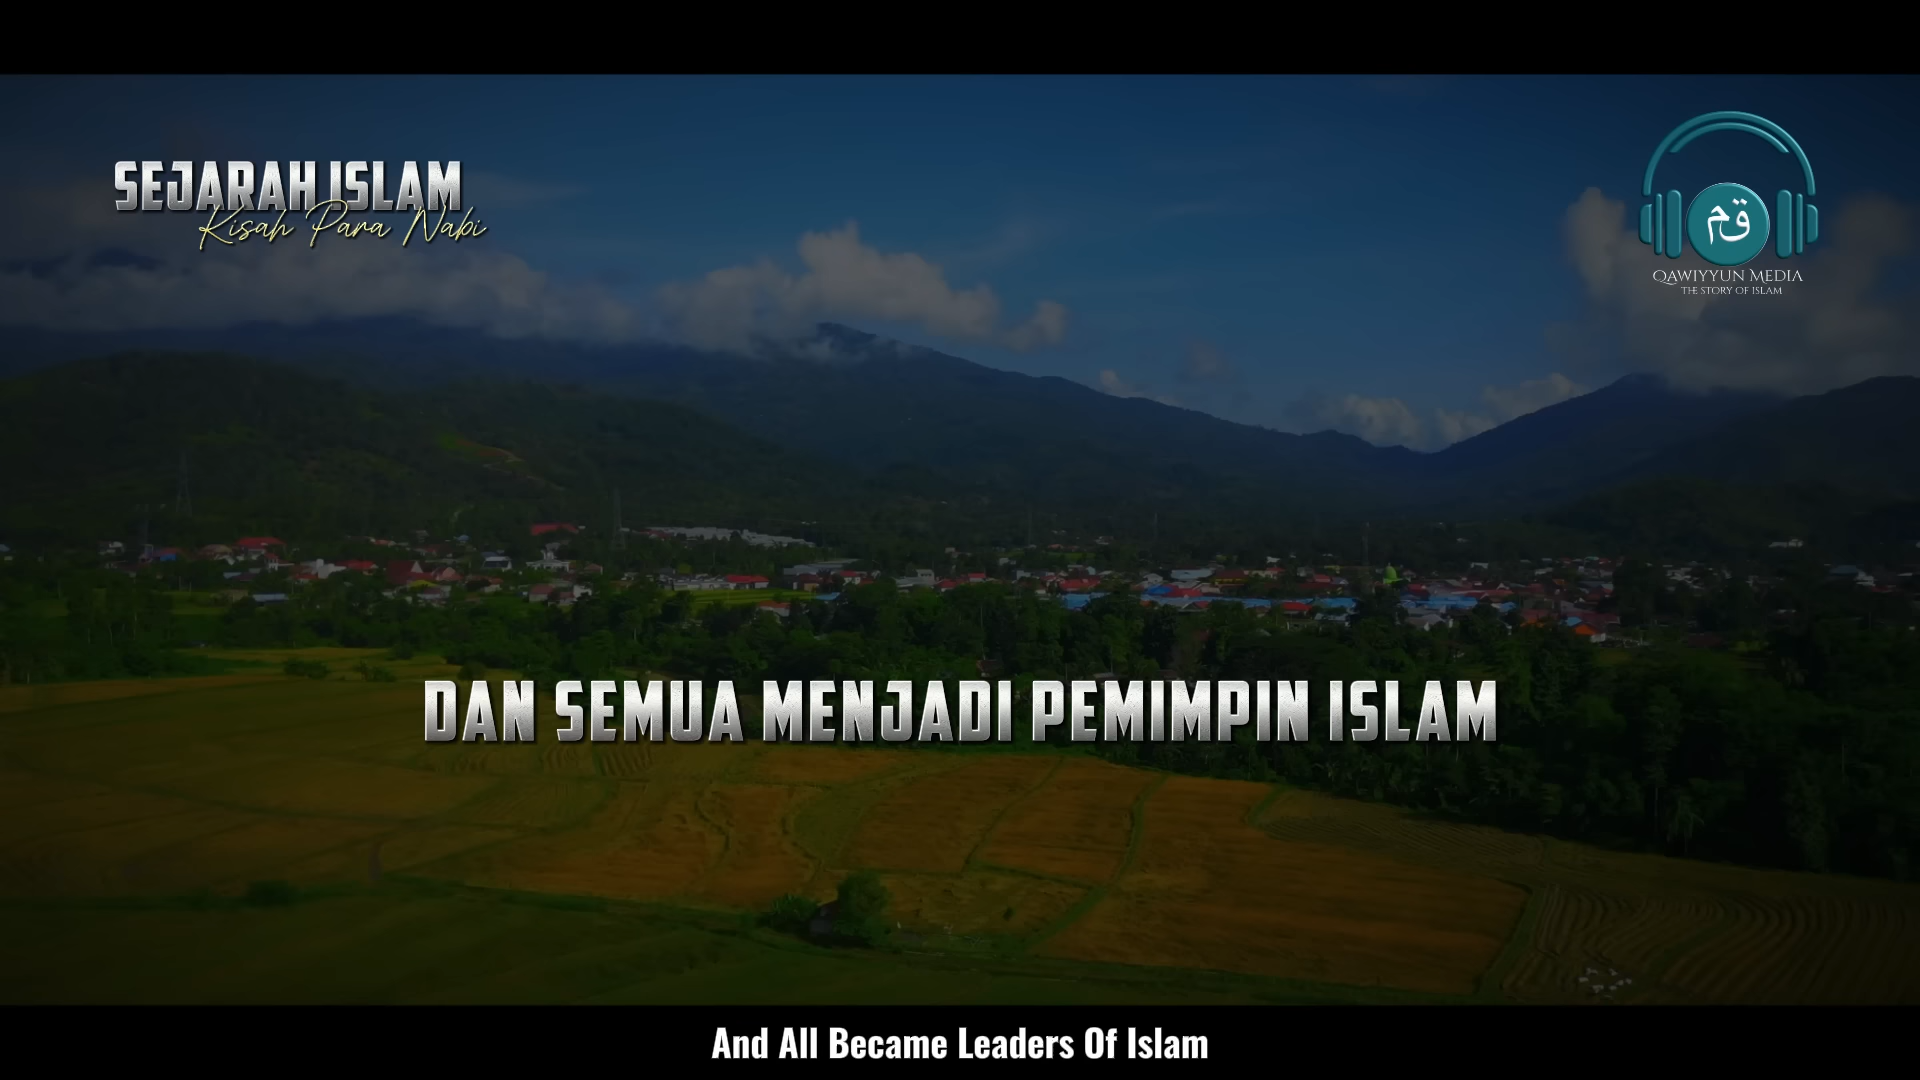 SEJARAH ISLAM
Kisah Para Nabi
قم
QAWIYYUN MEDIA
THE STORY OF ISLAM
DAN SEMUA MENJADI PEMIMPIN ISLAM
And All Became Leaders Of Islam